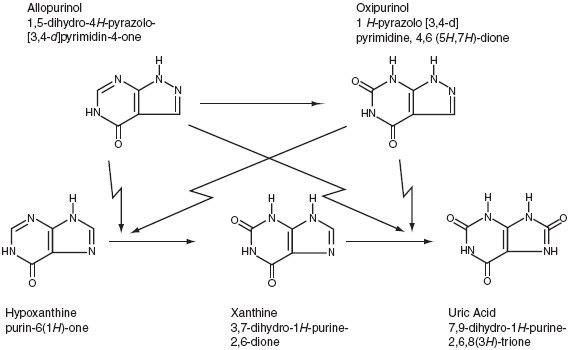 Allopurinol
1,5-dihydro-4H-pyrazolo-
[3,4-d]pyrimidin-4-one
Oxipurinol
1 H-pyrazolo [3,4-d]
pyrimidine, 4,6 (5H,7H)-dione
H
N
N
N
HN
O
H
H
O
N
N
N
HN
O
H
N
N
HN
N
O
H
H
O
N
N
HN
N
O
H
H
O
N
N
O
HN
NH
O
Hypoxanthine
purin-6(1H)-one
Xanthine
3,7-dihydro-1H-purine-
2,6-dione
Uric Acid
7,9-dihydro-1H-purine-
2,6,8(3H)-trione